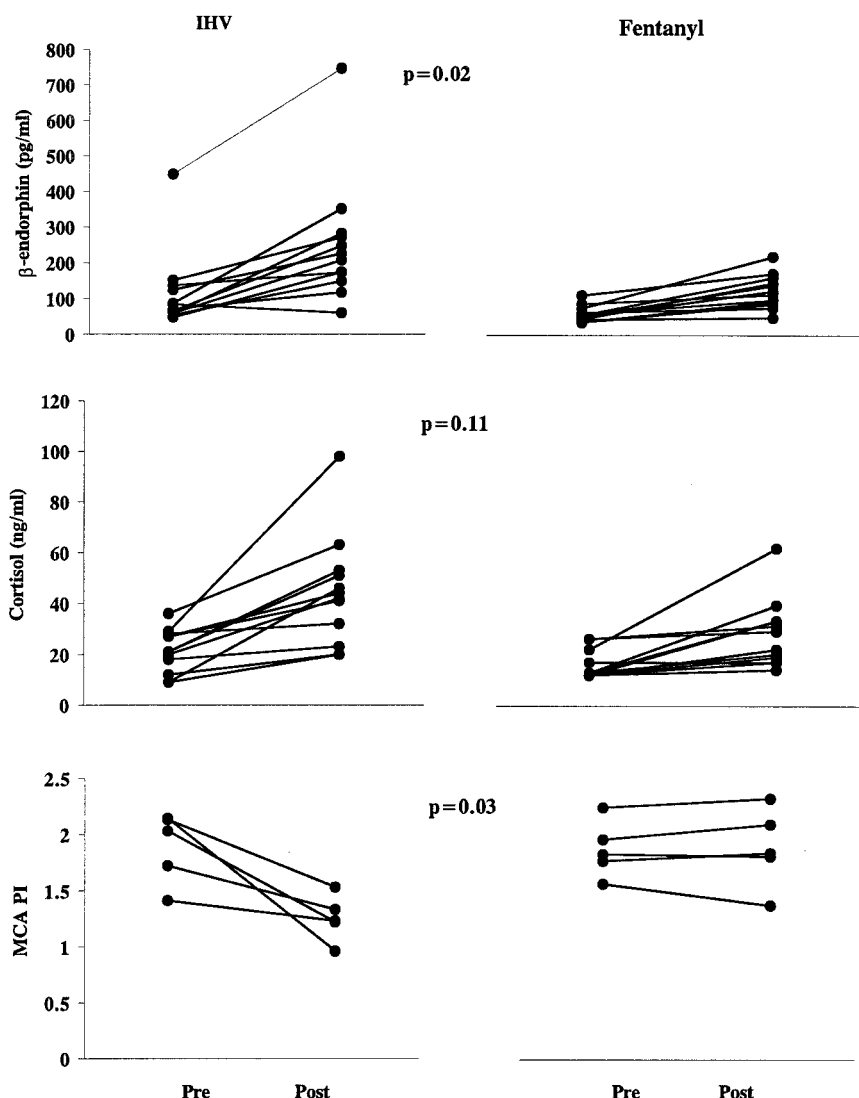 IHV
Fentanyl
800
700
600
500
400
300
200
100
0
β-endorphin (pg/ml)
p=0.02
120
100
80
60
40
20
0
Cortisol (ng/ml)
p=0.11
2.5
2
1.5
1
0.5
0
MCA PI
p=0.03
Pre Post
Pre Post